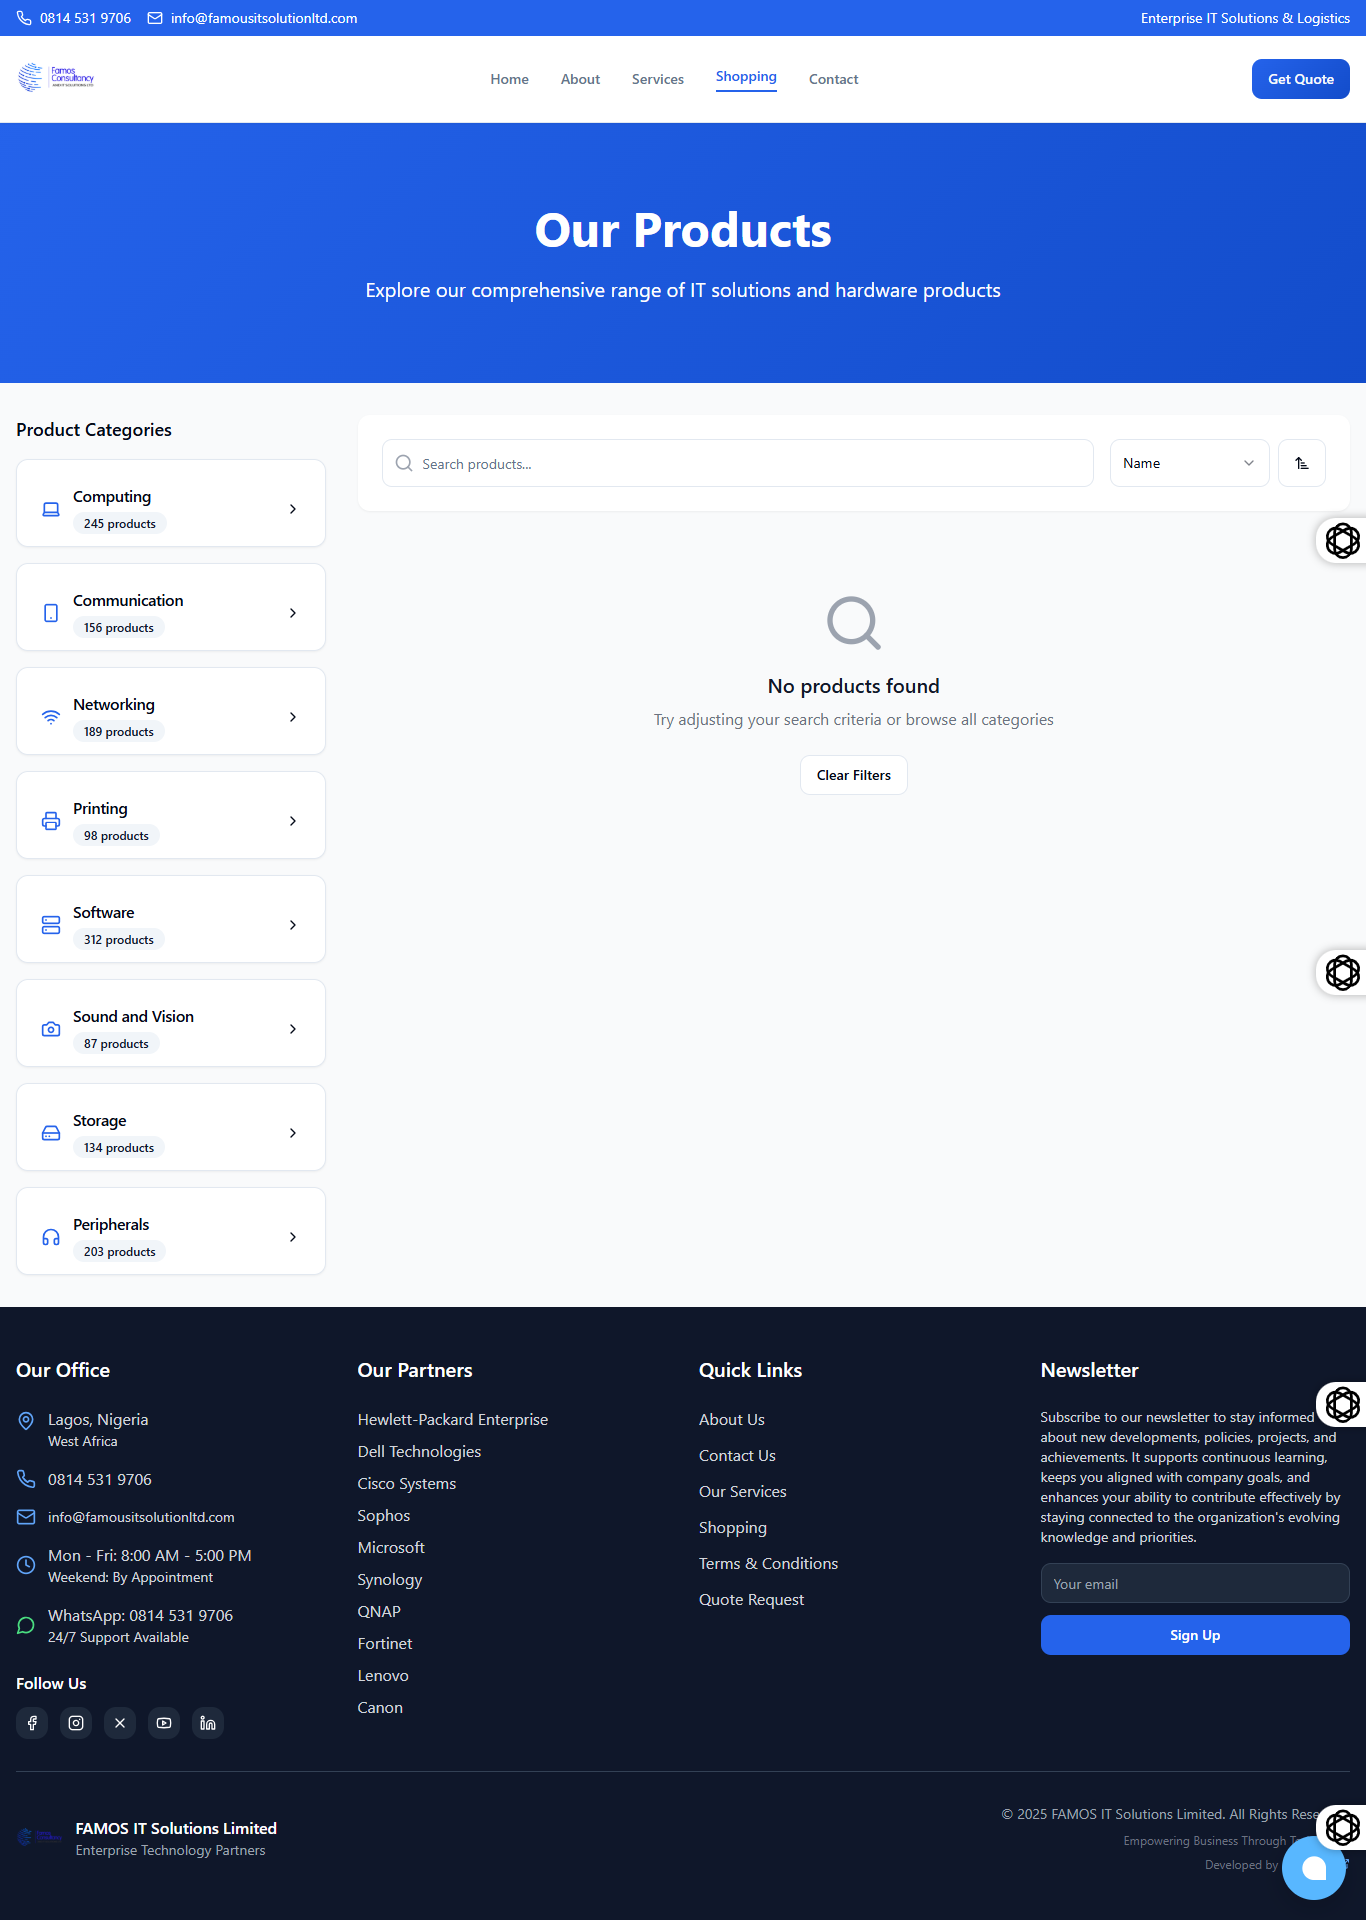 0814 531 9706
info@famousitsolutionltd.com
Enterprise IT Solutions & Logistics
Famos
Consultancy
Home
About
Services
Shopping
Contact
Get Quote
Our Products
Explore our comprehensive range of IT solutions and hardware products
Product Categories
Computing
245 products
Communication
156 products
Networking
189 products
Printing
98 products
Software
312 products
Sound and Vision
87 products
Storage
134 products
Peripherals
203 products
Search products...
Name
No products found
Try adjusting your search criteria or browse all categories
Clear Filters
Our Office
Lagos, Nigeria
West Africa
0814 531 9706
info@famousitsolutionltd.com
Mon - Fri: 8:00 AM - 5:00 PM
Weekend: By Appointment
WhatsApp: 0814 531 9706
24/7 Support Available
Follow Us
Our Partners
Hewlett-Packard Enterprise
Dell Technologies
Cisco Systems
Sophos
Microsoft
Synology
QNAP
Fortinet
Lenovo
Canon
Quick Links
About Us
Contact Us
Our Services
Shopping
Terms & Conditions
Quote Request
Newsletter
Subscribe to our newsletter to stay informed
about new developments, policies, projects, and
achievements. It supports continuous learning,
keeps you aligned with company goals, and
enhances your ability to contribute effectively by
staying connected to the organization's evolving
knowledge and priorities.
Your email
Sign Up
FAMOS IT Solutions Limited
Enterprise Technology Partners
© 2025 FAMOS IT Solutions Limited. All Rights
Empowering Business Through
Developed by